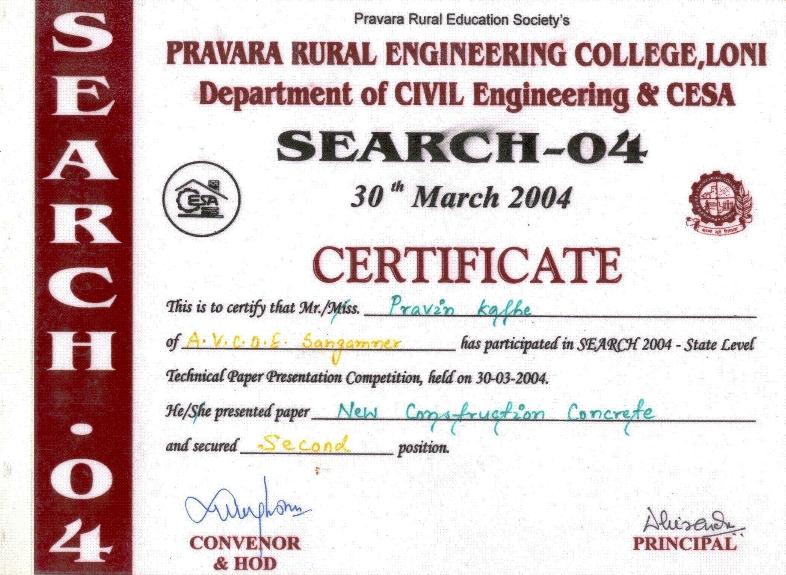 SEARCH.04
Pravara Rural Education Society's
PRAVARA RURAL ENGINEERING COLLEGE,LONI
Department of CIVIL Engineering & CESA
SEARCH-04
30th March 2004
CESA
CERTIFICATE
This is to certify that Mr./Miss. Pravin
of A.V.C.O.E. Sangamner has participated in SEARCH 2004 - State Level
Technical Paper Presentation Competition, held on 30-03-2004.
He/She presented paper New Construction Concrete
and secured Second position.
CONVENOR
& HOD
PRINCIPAL